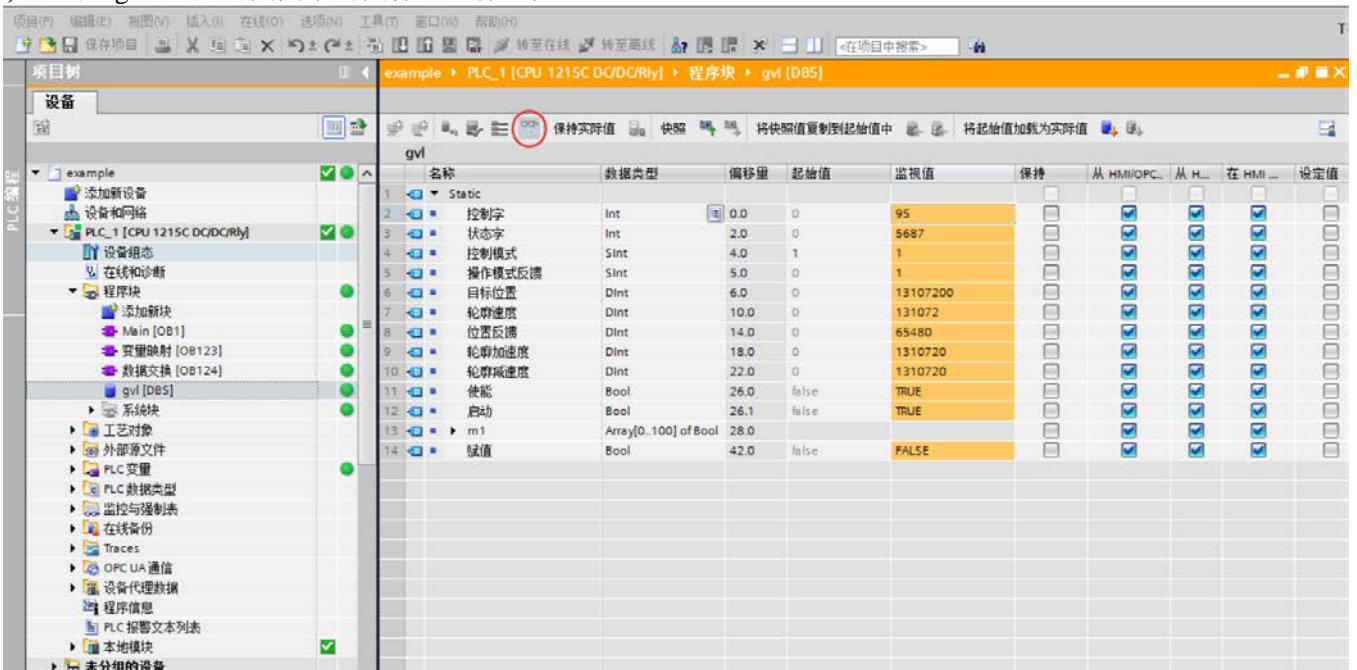 项目(P) 编辑(E) 视图(V) 插入(I) 在线(O) 选项(N) 工具(T) 窗口(W) 帮助(H)
保存项目 转至在线 转至离线 <在项目中搜索>
项目树
example ▸ PLC_1 [CPU 1215C DC/DC/Rly] ▸ 程序块 ▸ gvl [DB5]
设备
保持实际值 快照 将快照值复制到起始值中 将起始值加载为实际值
PLC 编程
example
添加新设备
设备和网络
PLC_1 [CPU 1215C DC/DC/Rly]
设备组态
在线和诊断
程序块
添加新块
Main [OB1]
变量映射 [OB123]
数据交换 [OB124]
gvl [DB5]
系统块
工艺对象
外部源文件
PLC 变量
PLC 数据类型
监控与强制表
在线备份
Traces
OPC UA 通信
设备代理数据
程序信息
PLC 报警文本列表
本地模块
未分组的设备
gvl
名称 数据类型 偏移量 起始值 监视值 保持 从 HMI/OPC... 从 H... 在 HMI ... 设定值
1 Static
2 控制字 Int 0.0 0 95
3 状态字 Int 2.0 0 5687
4 控制模式 SInt 4.0 1 1
5 操作模式反馈 SInt 5.0 0 1
6 目标位置 DInt 6.0 0 13107200
7 轮廓速度 DInt 10.0 0 131072
8 位置反馈 DInt 14.0 0 65480
9 轮廓加速度 DInt 18.0 0 1310720
10 轮廓减速度 DInt 22.0 0 1310720
11 使能 Bool 26.0 false TRUE
12 启动 Bool 26.1 false TRUE
13 m1 Array[0..100] of Bool 28.0
14 赋值 Bool 42.0 false FALSE